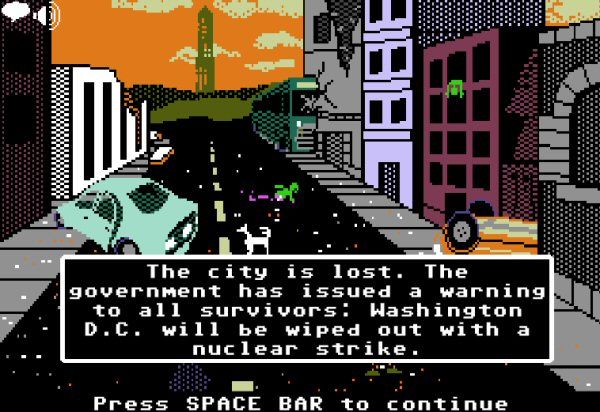 The city is lost. The
government has issued a warning
to all survivors: Washington
D.C. will be wiped out with a
nuclear strike.
Press SPACE BAR to continue